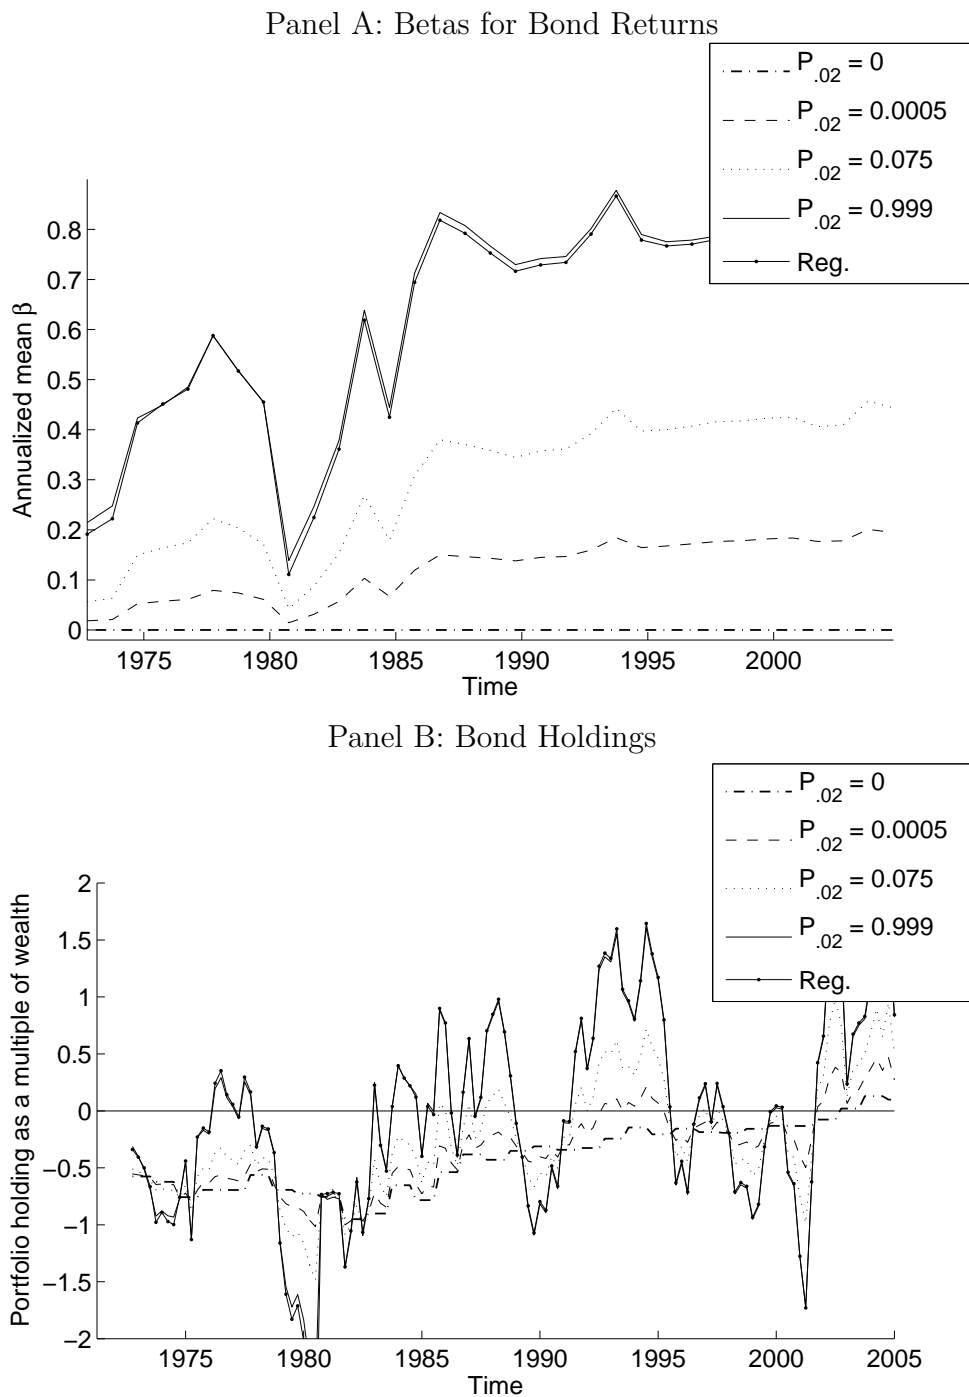 Panel A: Betas for Bond Returns
P.02 = 0
P.02 = 0.0005
P.02 = 0.075
P.02 = 0.999
Reg.
Annualized mean β
0.8
0.7
0.6
0.5
0.4
0.3
0.2
0.1
0
1975 1980 1985 1990 1995 2000
Time
Panel B: Bond Holdings
P.02 = 0
P.02 = 0.0005
P.02 = 0.075
P.02 = 0.999
Reg.
Portfolio holding as a multiple of wealth
2
1.5
1
0.5
0
−0.5
−1
−1.5
−2
1975 1980 1985 1990 1995 2000 2005
Time